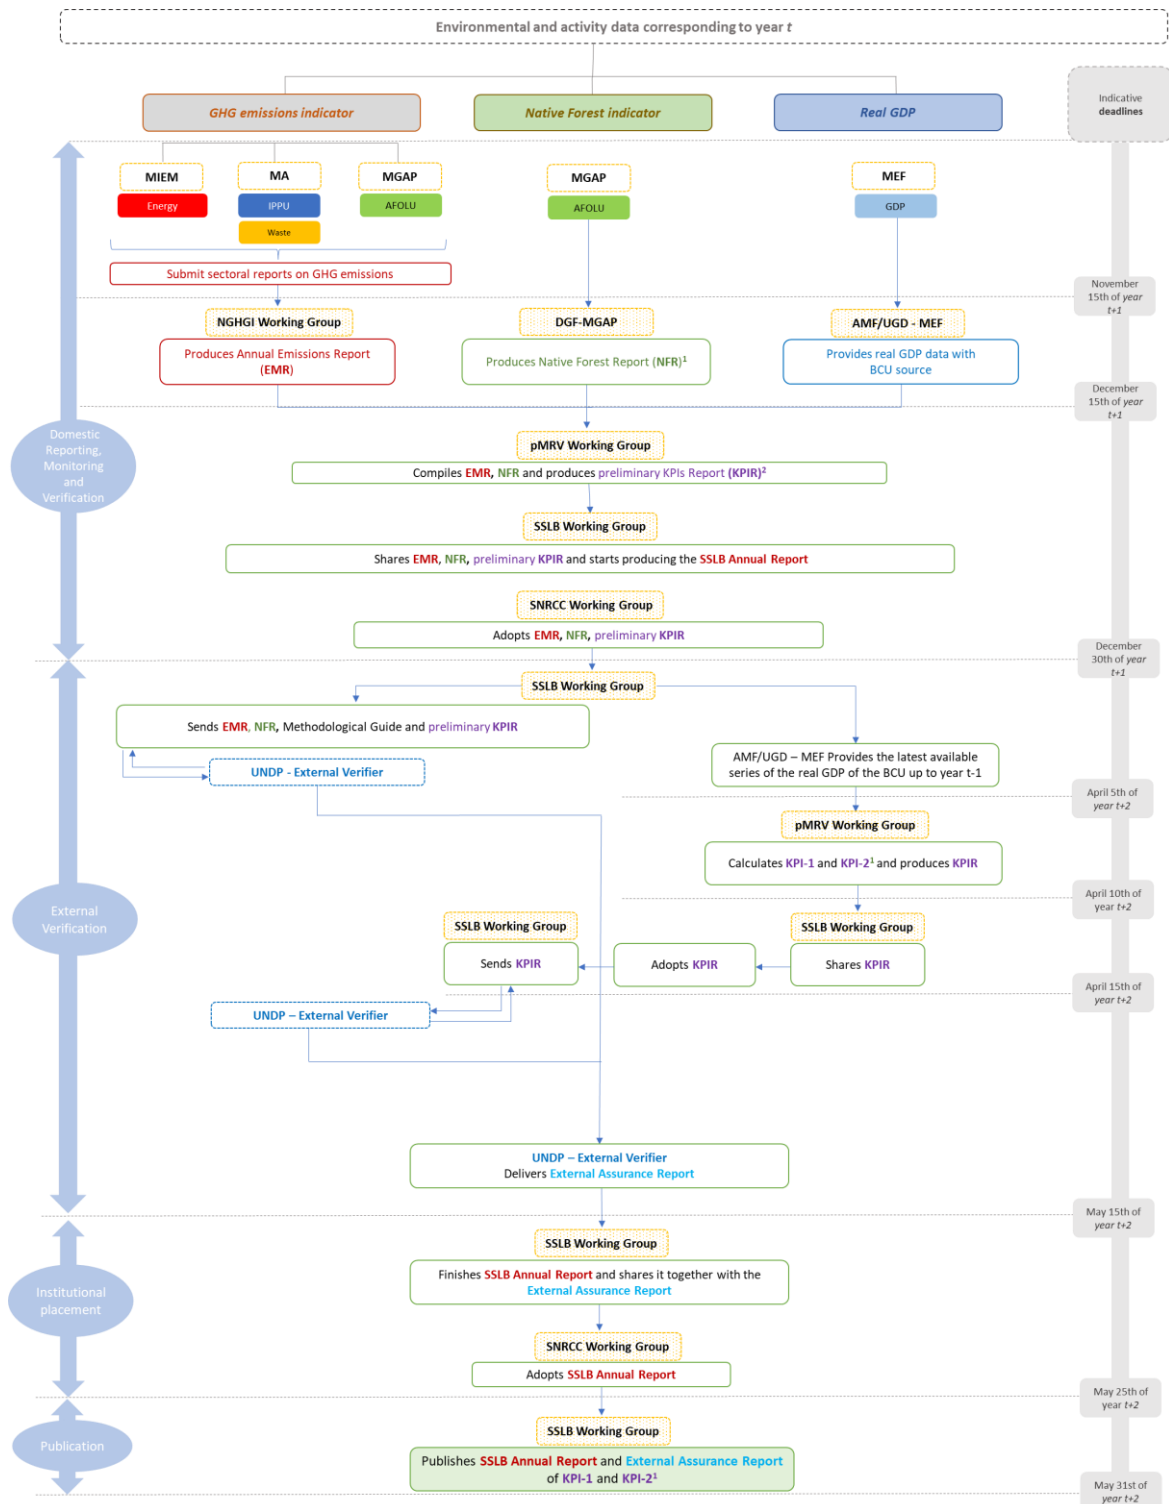 Environmental and activity data corresponding to year t
Indicative
deadlines
GHG emissions indicator
Native Forest indicator
Real GDP
MIEM
MA
MGAP
MGAP
MEF
Energy
IPPU
AFOLU
AFOLU
GDP
Waste
Submit sectoral reports on GHG emissions
November
15th of year
t+1
NGHGI Working Group
DGF-MGAP
AMF/UGD - MEF
Produces Annual Emissions Report
(EMR)
Produces Native Forest Report (NFR)¹
Provides real GDP data with
BCU source
December
15th of year
t+1
Domestic
Reporting,
Monitoring
and
Verification
pMRV Working Group
Compiles EMR, NFR and produces preliminary KPIs Report (KPIR)²
SSLB Working Group
Shares EMR, NFR, preliminary KPIR and starts producing the SSLB Annual Report
SNRCC Working Group
Adopts EMR, NFR, preliminary KPIR
December
30th of year
t+1
SSLB Working Group
Sends EMR, NFR, Methodological Guide and preliminary KPIR
UNDP - External Verifier
AMF/UGD – MEF Provides the latest available
series of the real GDP of the BCU up to year t-1
April 5th of
year t+2
pMRV Working Group
Calculates KPI-1 and KPI-2¹ and produces KPIR
April 10th of
year t+2
External
Verification
SSLB Working Group
SSLB Working Group
Sends KPIR
Adopts KPIR
Shares KPIR
April 15th of
year t+2
UNDP – External Verifier
UNDP – External Verifier
Delivers External Assurance Report
May 15th of
year t+2
SSLB Working Group
Finishes SSLB Annual Report and shares it together with the
External Assurance Report
Institutional
placement
SNRCC Working Group
Adopts SSLB Annual Report
May 25th of
year t+2
SSLB Working Group
Publication
Publishes SSLB Annual Report and External Assurance Report
of KPI-1 and KPI-2¹
May 31st of
year t+2